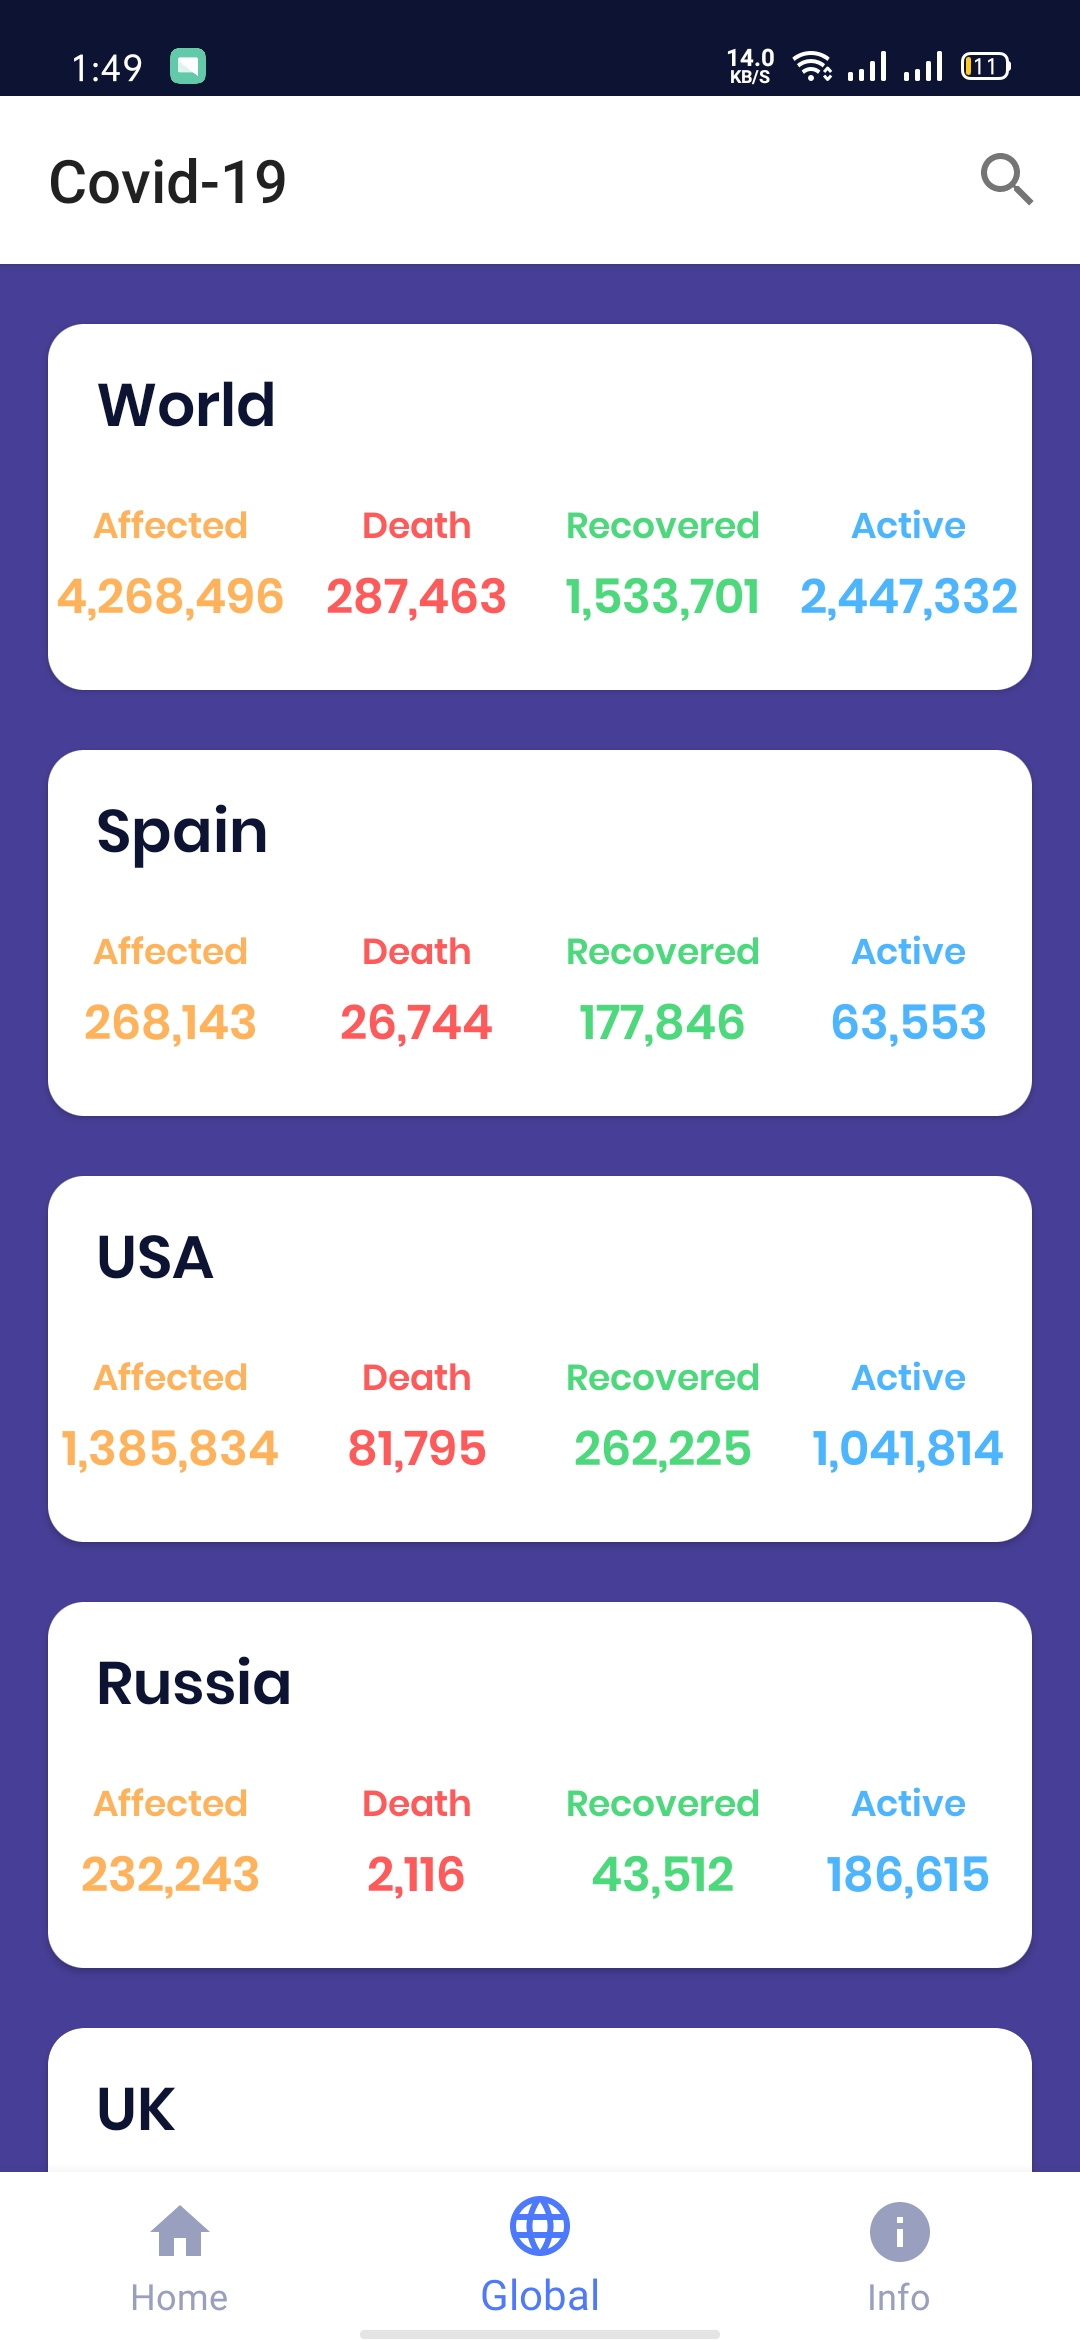 1:49 14.0 KB/S 11
Covid-19
World
Affected Death Recovered Active
4,268,496 287,463 1,533,701 2,447,332
Spain
Affected Death Recovered Active
268,143 26,744 177,846 63,553
USA
Affected Death Recovered Active
1,385,834 81,795 262,225 1,041,814
Russia
Affected Death Recovered Active
232,243 2,116 43,512 186,615
UK
Home Global Info